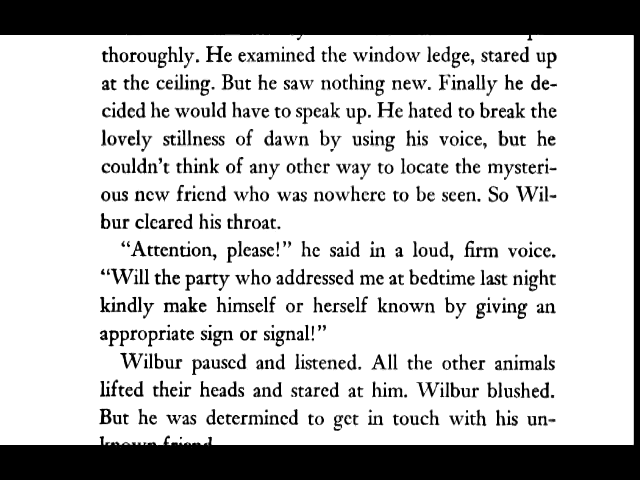 thoroughly. He examined the window ledge, stared up
at the ceiling. But he saw nothing new. Finally he de-
cided he would have to speak up. He hated to break the
lovely stillness of dawn by using his voice, but he
couldn't think of any other way to locate the mysteri-
ous new friend who was nowhere to be seen. So Wil-
bur cleared his throat.
"Attention, please!" he said in a loud, firm voice.
"Will the party who addressed me at bedtime last night
kindly make himself or herself known by giving an
appropriate sign or signal!"
Wilbur paused and listened. All the other animals
lifted their heads and stared at him. Wilbur blushed.
But he was determined to get in touch with his un-
known friend.